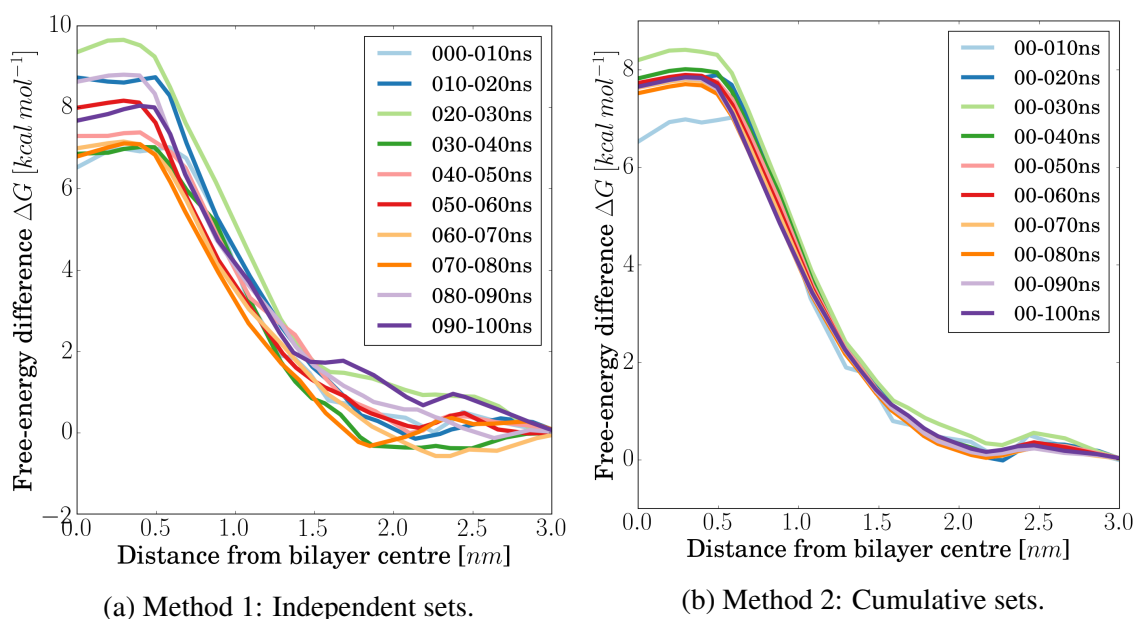 Free-energy difference ΔG [kcal mol⁻¹]
10
8
6
4
2
0
−2
000-010ns
010-020ns
020-030ns
030-040ns
040-050ns
050-060ns
060-070ns
070-080ns
080-090ns
090-100ns
0.0 0.5 1.0 1.5 2.0 2.5 3.0
Distance from bilayer centre [nm]
(a) Method 1: Independent sets.
Free-energy difference ΔG [kcal mol⁻¹]
8
6
4
2
0
00-010ns
00-020ns
00-030ns
00-040ns
00-050ns
00-060ns
00-070ns
00-080ns
00-090ns
00-100ns
0.0 0.5 1.0 1.5 2.0 2.5 3.0
Distance from bilayer centre [nm]
(b) Method 2: Cumulative sets.